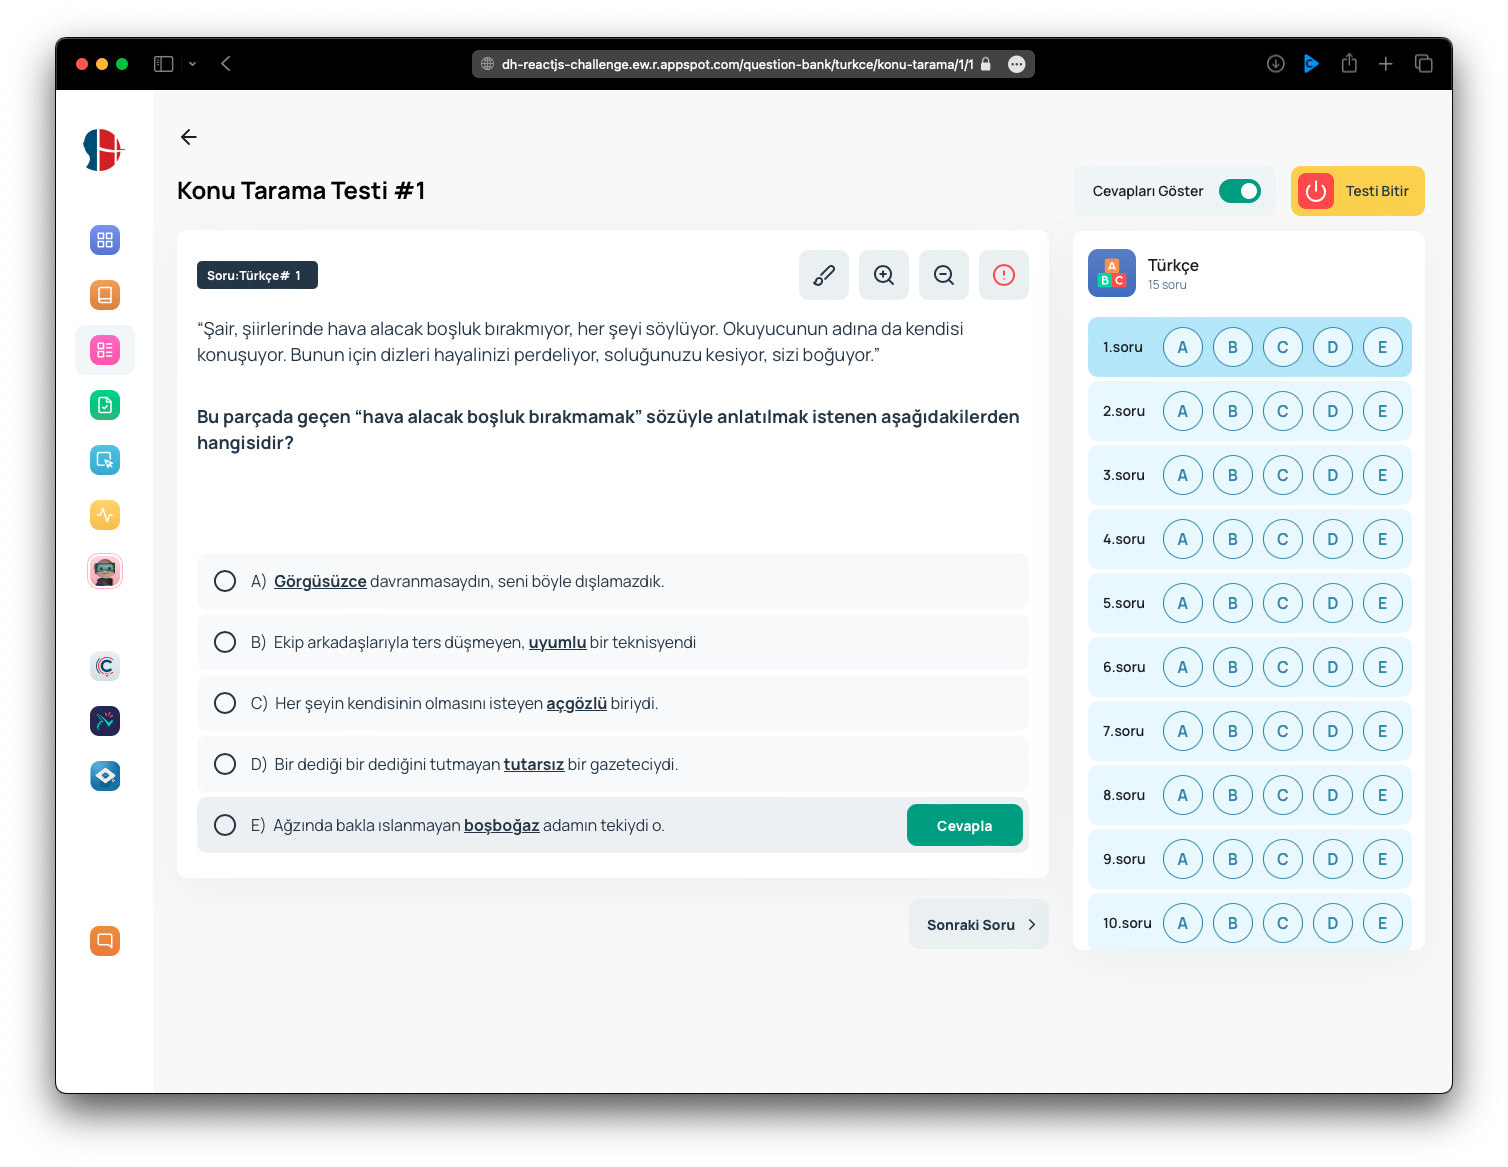 dh-reactjs-challenge.ew.r.appspot.com/question-bank/turkce/konu-tarama/1/1
Konu Tarama Testi #1
Cevapları Göster
Testi Bitir
Soru:Türkçe# 1
“Şair, şiirlerinde hava alacak boşluk bırakmıyor, her şeyi söylüyor. Okuyucunun adına da kendisi
konuşuyor. Bunun için dizleri hayalinizi perdeliyor, soluğunuzu kesiyor, sizi boğuyor.”
Bu parçada geçen “hava alacak boşluk bırakmamak” sözüyle anlatılmak istenen aşağıdakilerden
hangisidir?
A) Görgüsüzce davranmasaydın, seni böyle dışlamazdık.
B) Ekip arkadaşlarıyla ters düşmeyen, uyumlu bir teknisyendi
C) Her şeyin kendisinin olmasını isteyen açgözlü biriydi.
D) Bir dediği bir dediğini tutmayan tutarsız bir gazeteciydi.
E) Ağzında bakla ıslanmayan boşboğaz adamın tekiydi o.
Cevapla
Sonraki Soru
A
B C
Türkçe
15 soru
1.soru A B C D E
2.soru A B C D E
3.soru A B C D E
4.soru A B C D E
5.soru A B C D E
6.soru A B C D E
7.soru A B C D E
8.soru A B C D E
9.soru A B C D E
10.soru A B C D E